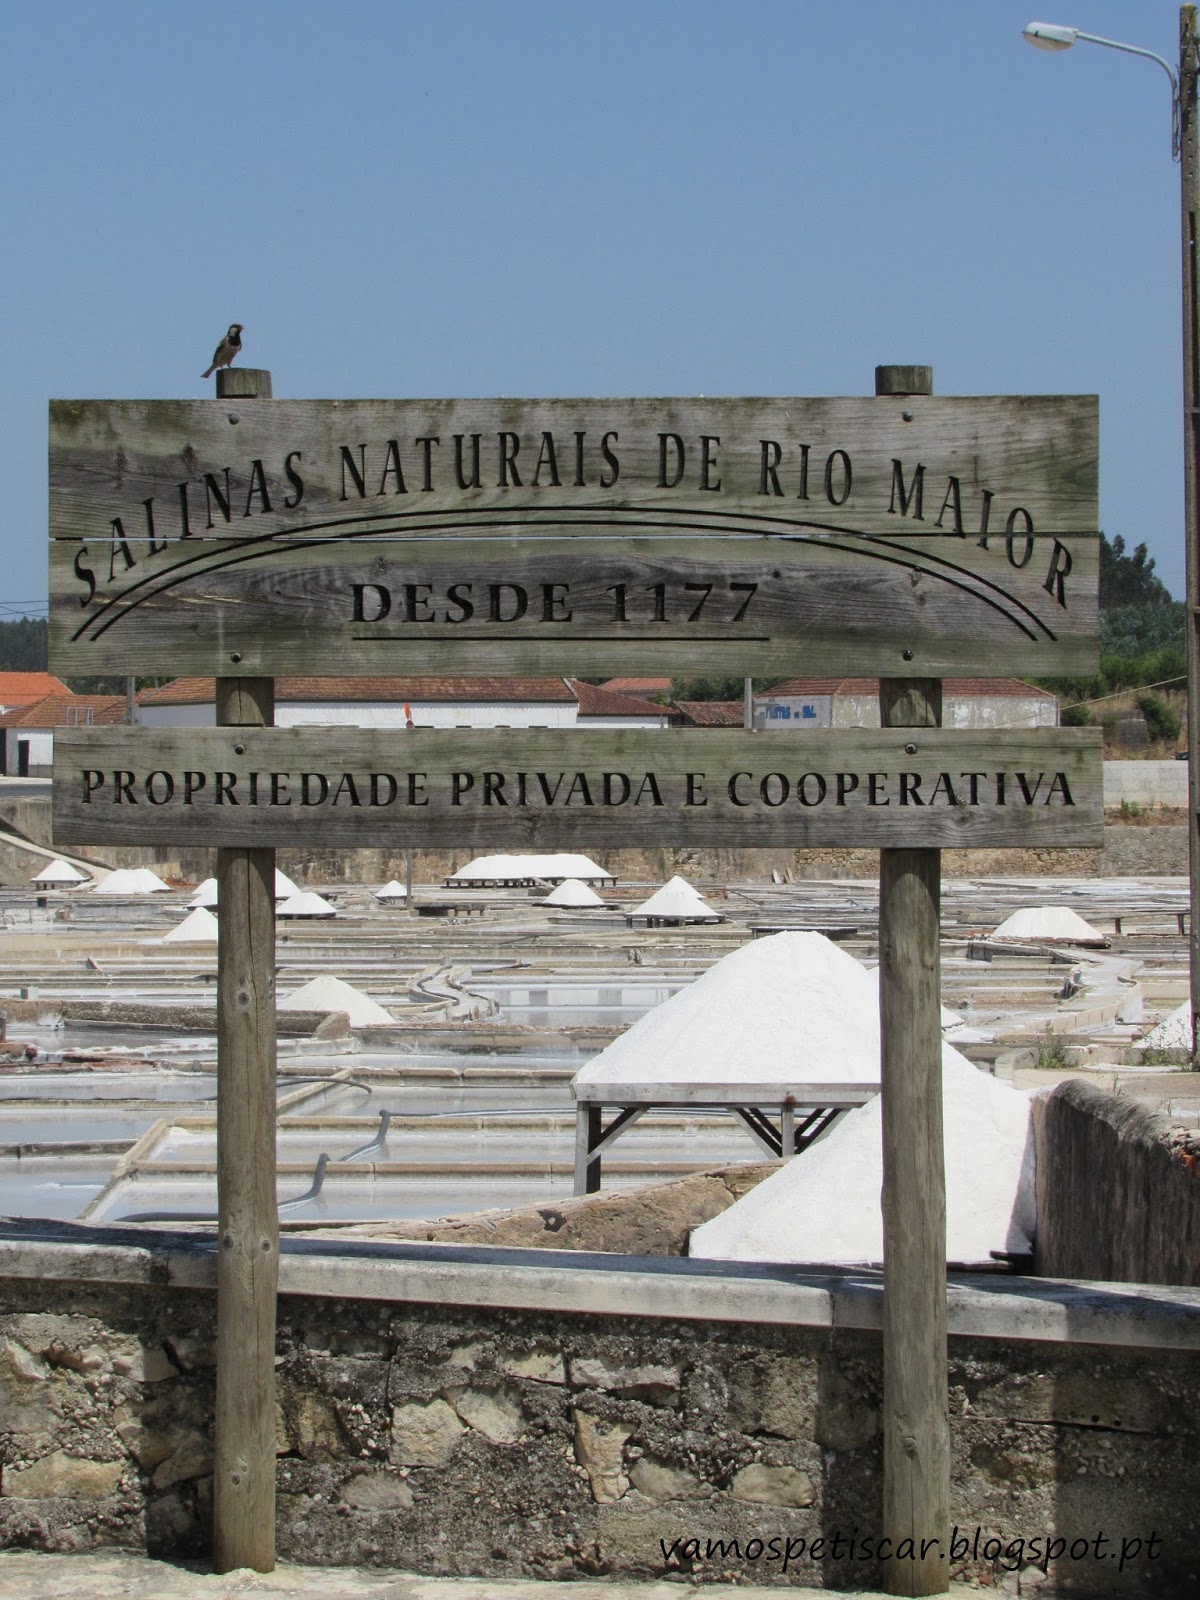 SALINAS NATURAIS DE RIO MAIOR
DESDE 1177
PROPRIEDADE PRIVADA E COOPERATIVA
vamospetiscar.blogspot.pt